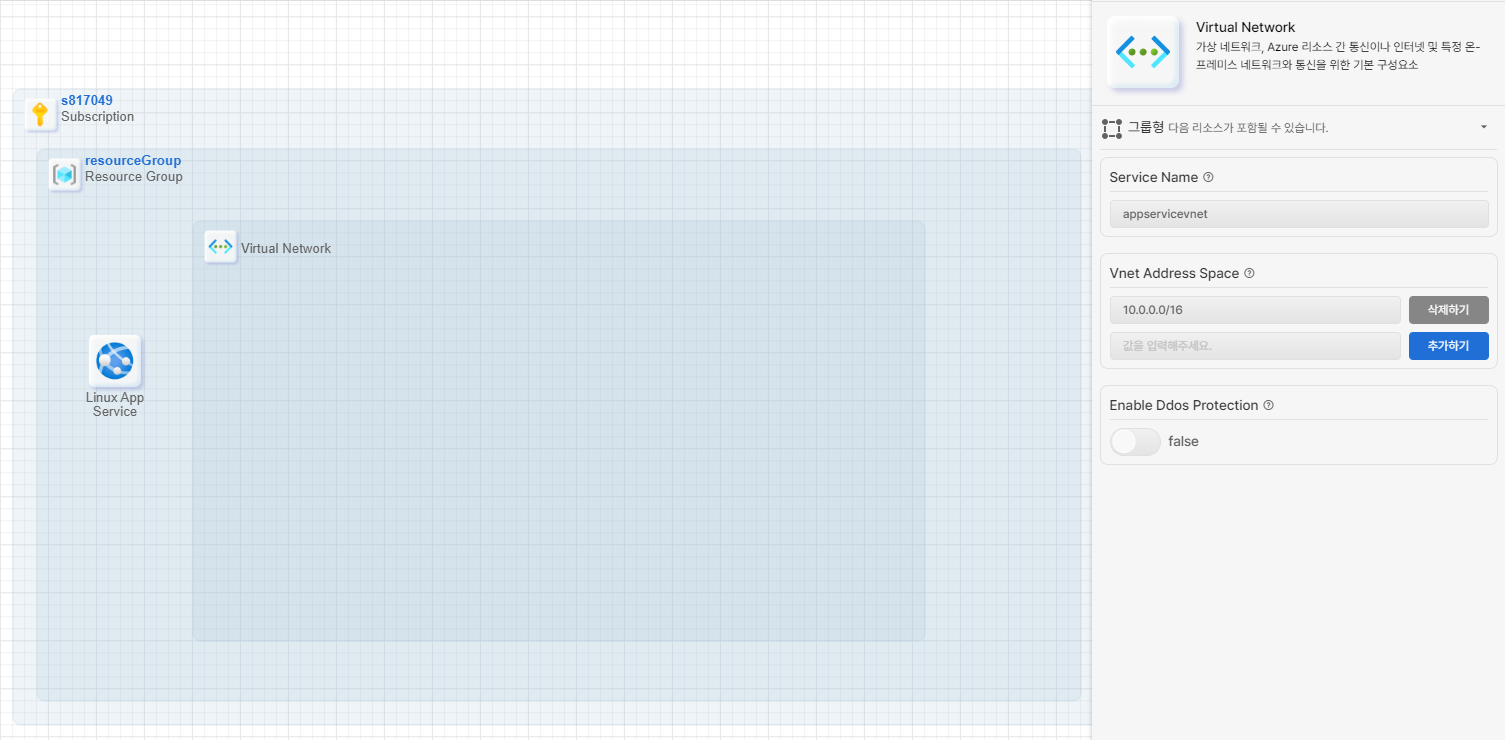 s817049
Subscription
resourceGroup
Resource Group
Virtual Network
Linux App
Service
Virtual Network
가상 네트워크, Azure 리소스 간 통신이나 인터넷 및 특정 온-
프레미스 네트워크와 통신을 위한 기본 구성요소
그룹형 다음 리소스가 포함될 수 있습니다.
Service Name
appservicevnet
Vnet Address Space
10.0.0.0/16 삭제하기
값을 입력해주세요. 추가하기
Enable Ddos Protection
false